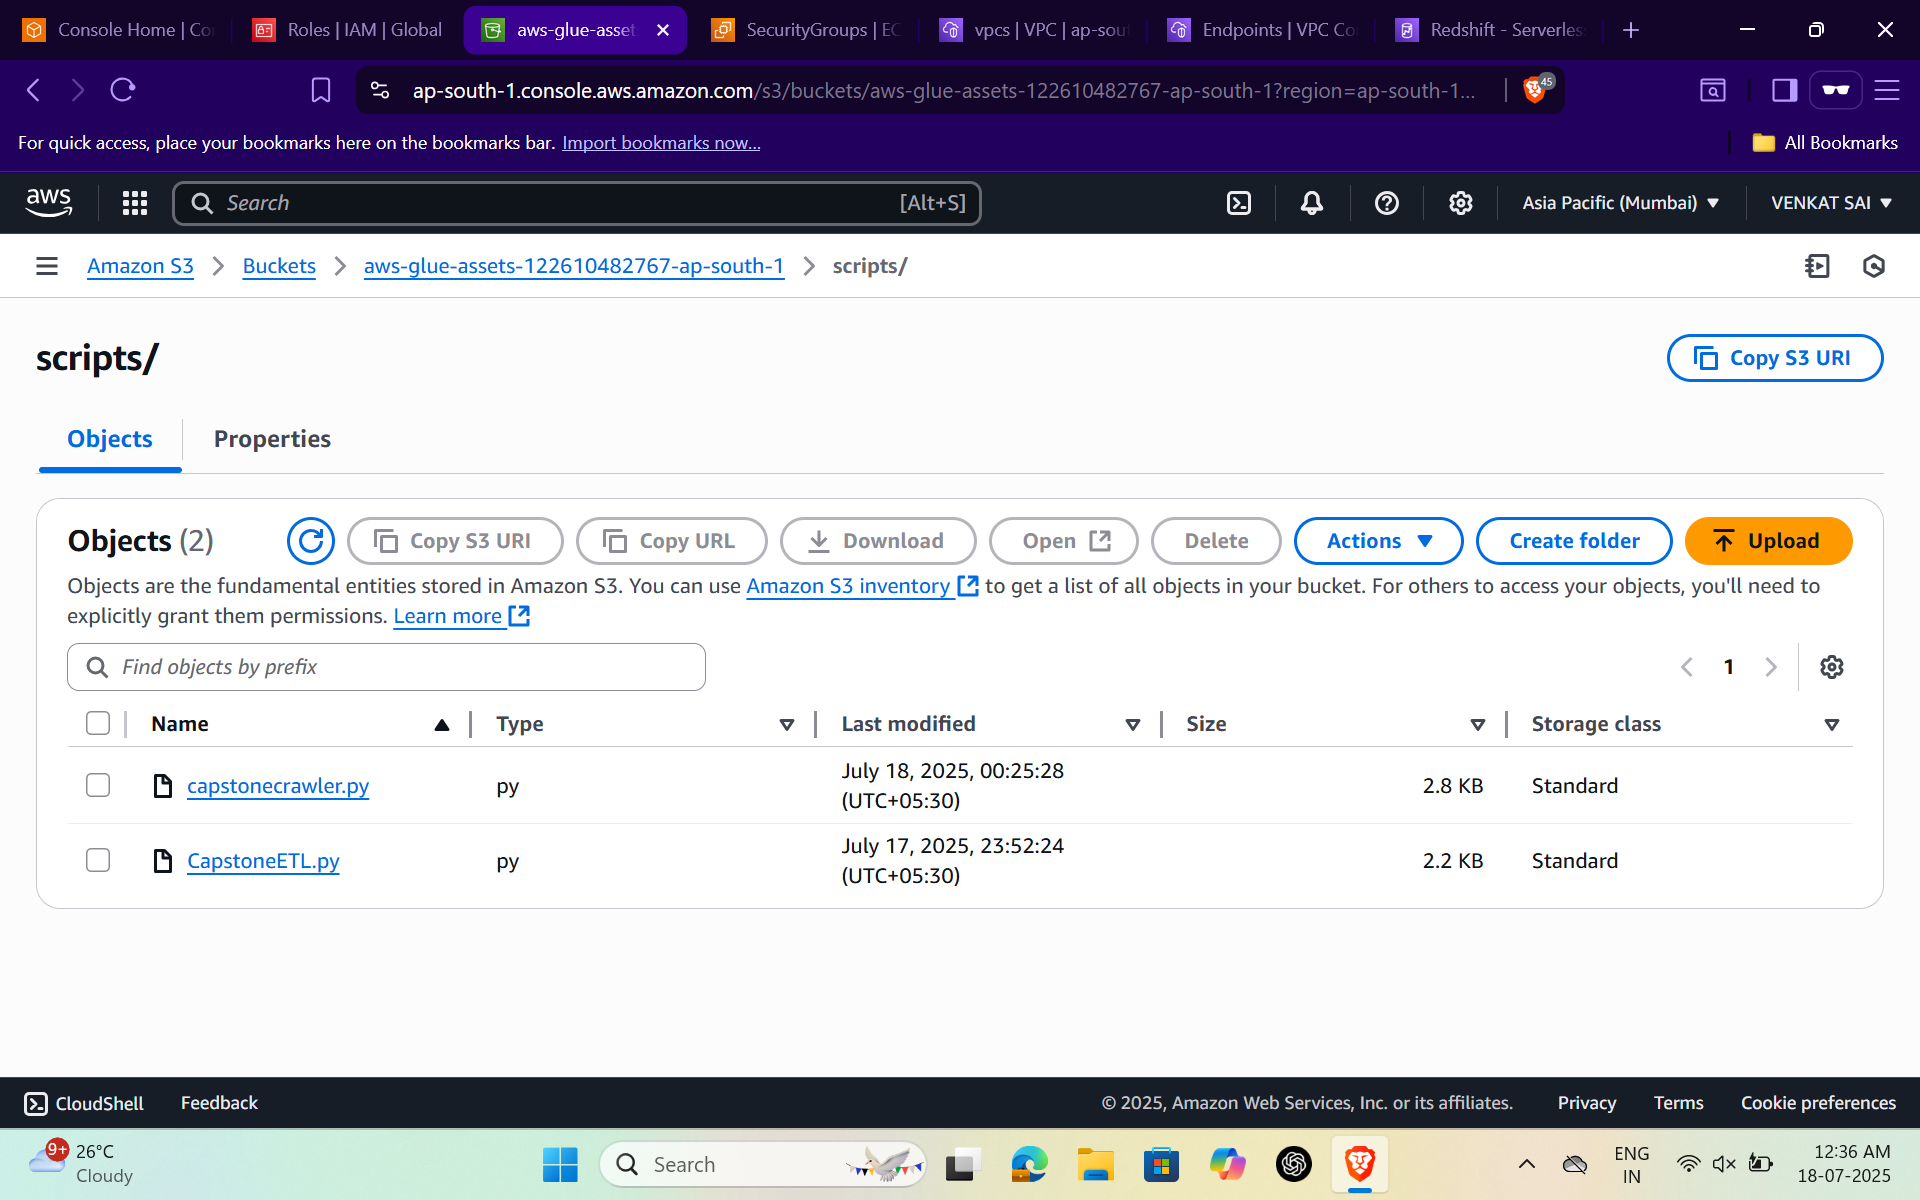 Console Home | Co
Roles | IAM | Global
aws-glue-asset
SecurityGroups | EC
vpcs | VPC | ap-sou
Endpoints | VPC Co
Redshift - Serverles
ap-south-1.console.aws.amazon.com/s3/buckets/aws-glue-assets-122610482767-ap-south-1?region=ap-south-1...
45
For quick access, place your bookmarks here on the bookmarks bar. Import bookmarks now...
All Bookmarks
aws
Search
[Alt+S]
Asia Pacific (Mumbai)
VENKAT SAI
Amazon S3
Buckets
aws-glue-assets-122610482767-ap-south-1
scripts/
scripts/
Copy S3 URI
Objects
Properties
Objects (2)
Copy S3 URI
Copy URL
Download
Open
Delete
Actions
Create folder
Upload
Objects are the fundamental entities stored in Amazon S3. You can use Amazon S3 inventory to get a list of all objects in your bucket. For others to access your objects, you'll need to
explicitly grant them permissions. Learn more
Find objects by prefix
1
Name
Type
Last modified
Size
Storage class
capstonecrawler.py
py
July 18, 2025, 00:25:28
(UTC+05:30)
2.8 KB
Standard
CapstoneETL.py
py
July 17, 2025, 23:52:24
(UTC+05:30)
2.2 KB
Standard
CloudShell
Feedback
© 2025, Amazon Web Services, Inc. or its affiliates.
Privacy
Terms
Cookie preferences
9+
26°C
Cloudy
Search
ENG
IN
12:36 AM
18-07-2025